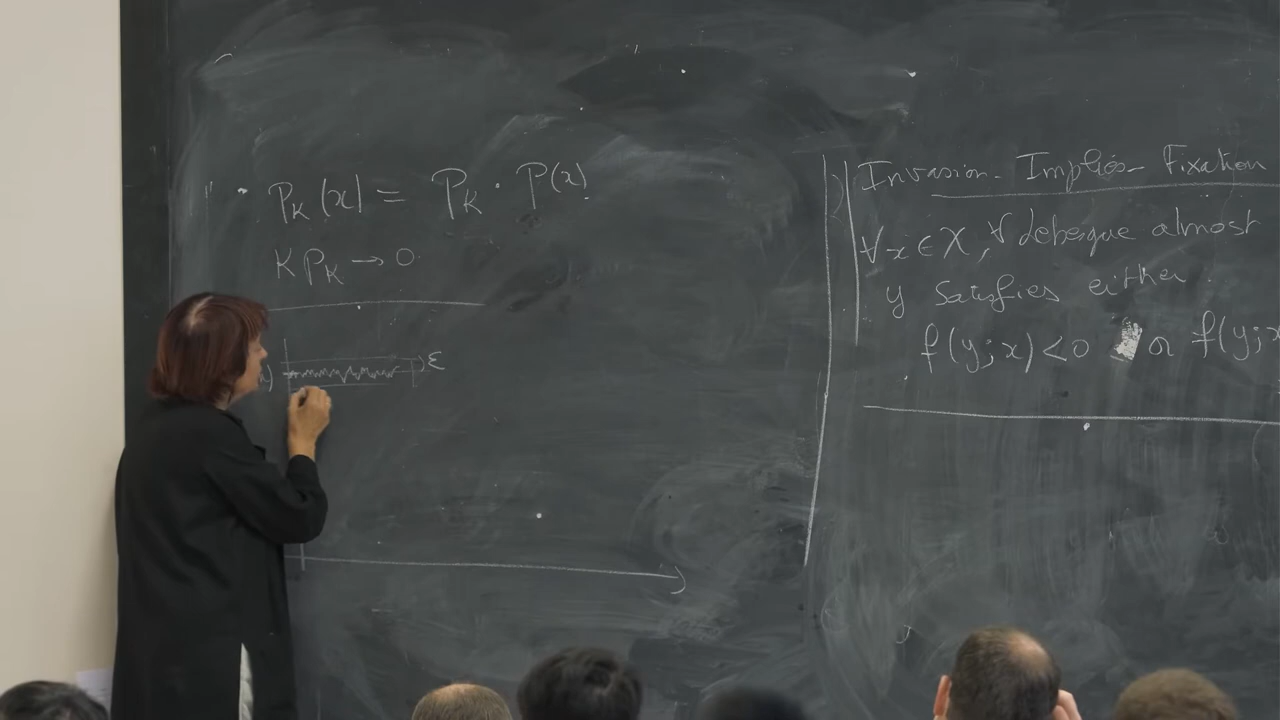 P_K(x) = P_K · P(x)
K P_K → 0
ε
Invasion- Implies- Fixation
∀x ∈ X, ∀ Lebesgue almost
y Satisfies either
f(y;x) < 0 or f(y;x